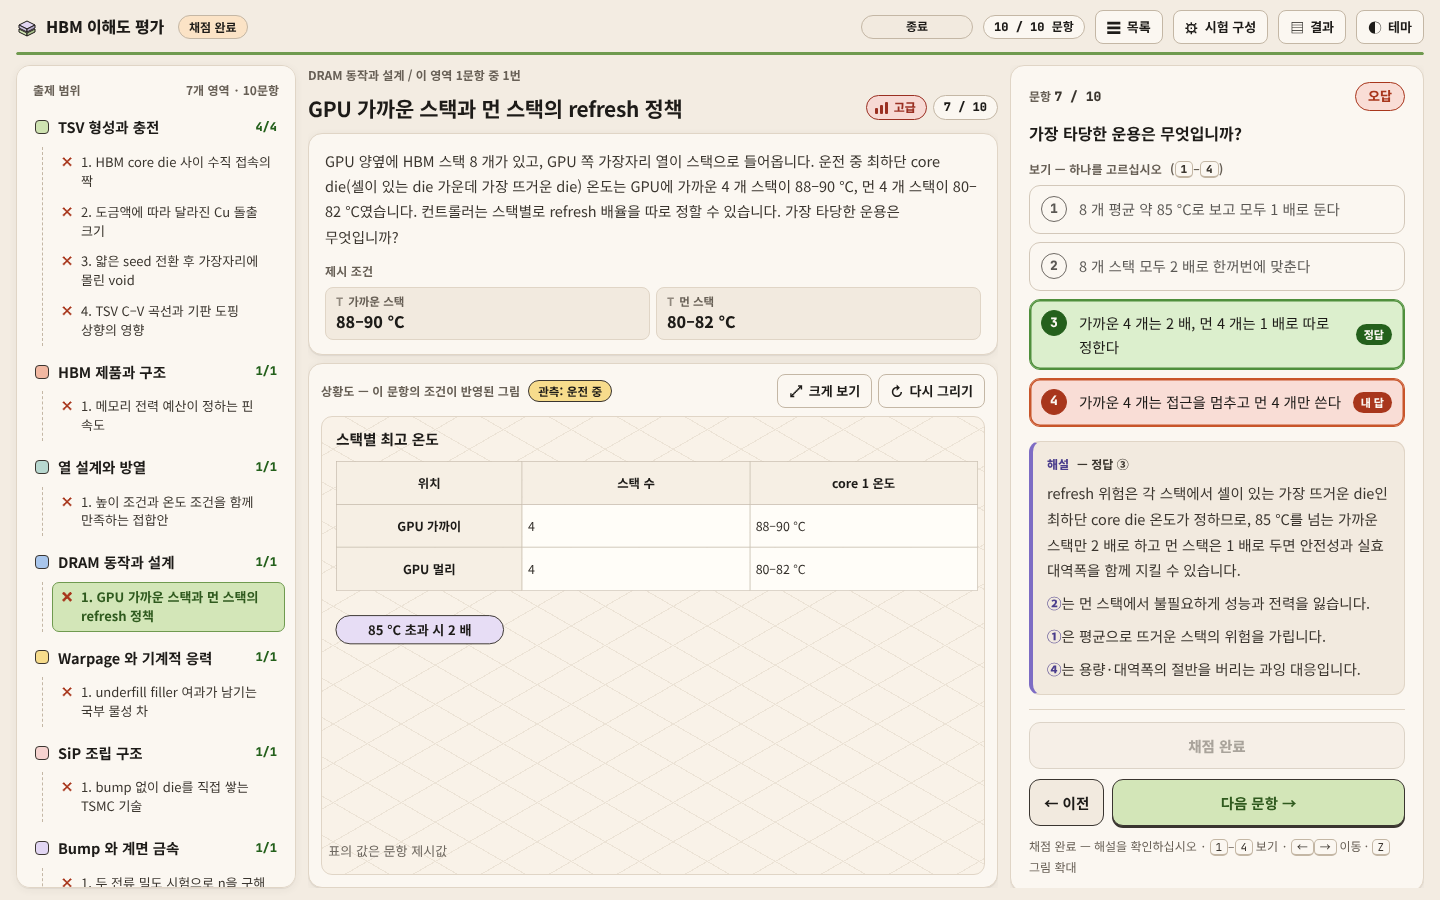 HBM 이해도 평가
채점 완료
종료
10 / 10 문항
목록
시험 구성
결과
테마
출제 범위
7개 영역 · 10문항
TSV 형성과 충전
4/4
1. HBM core die 사이 수직 접속의
짝
2. 도금액에 따라 달라진 Cu 돌출
크기
3. 얇은 seed 전환 후 가장자리에
몰린 void
4. TSV C–V 곡선과 기판 도핑
상향의 영향
HBM 제품과 구조
1/1
1. 메모리 전력 예산이 정하는 핀
속도
열 설계와 방열
1/1
1. 높이 조건과 온도 조건을 함께
만족하는 접합안
DRAM 동작과 설계
1/1
1. GPU 가까운 스택과 먼 스택의
refresh 정책
Warpage 와 기계적 응력
1/1
1. underfill filler 여과가 남기는
국부 물성 차
SiP 조립 구조
1/1
1. bump 없이 die를 직접 쌓는
TSMC 기술
Bump 와 계면 금속
1/1
1. 두 전류 밀도 시험으로 n을 구해
DRAM 동작과 설계 / 이 영역 1문항 중 1번
GPU 가까운 스택과 먼 스택의 refresh 정책
고급
7 / 10
GPU 양옆에 HBM 스택 8 개가 있고, GPU 쪽 가장자리 열이 스택으로 들어옵니다. 운전 중 최하단 core
die(셀이 있는 die 가운데 가장 뜨거운 die) 온도는 GPU에 가까운 4 개 스택이 88–90 °C, 먼 4 개 스택이 80–
82 °C였습니다. 컨트롤러는 스택별로 refresh 배율을 따로 정할 수 있습니다. 가장 타당한 운용은
무엇입니까?
제시 조건
T 가까운 스택
88–90 °C
T 먼 스택
80–82 °C
상황도 — 이 문항의 조건이 반영된 그림
관측: 운전 중
크게 보기
다시 그리기
스택별 최고 온도
위치
스택 수
core 1 온도
GPU 가까이
4
88–90 °C
GPU 멀리
4
80–82 °C
85 °C 초과 시 2 배
표의 값은 문항 제시값
문항 7 / 10
오답
가장 타당한 운용은 무엇입니까?
보기 — 하나를 고르십시오 (1–4)
1 8 개 평균 약 85 °C로 보고 모두 1 배로 둔다
2 8 개 스택 모두 2 배로 한꺼번에 맞춘다
3 가까운 4 개는 2 배, 먼 4 개는 1 배로 따로
정한다
정답
4 가까운 4 개는 접근을 멈추고 먼 4 개만 쓴다
내 답
해설 — 정답 ③
refresh 위험은 각 스택에서 셀이 있는 가장 뜨거운 die인
최하단 core die 온도가 정하므로, 85 °C를 넘는 가까운
스택만 2 배로 하고 먼 스택은 1 배로 두면 안전성과 실효
대역폭을 함께 지킬 수 있습니다.
②는 먼 스택에서 불필요하게 성능과 전력을 잃습니다.
①은 평균으로 뜨거운 스택의 위험을 가립니다.
④는 용량·대역폭의 절반을 버리는 과잉 대응입니다.
채점 완료
← 이전
다음 문항 →
채점 완료 — 해설을 확인하십시오 · 1–4 보기 · ← → 이동 · Z
그림 확대